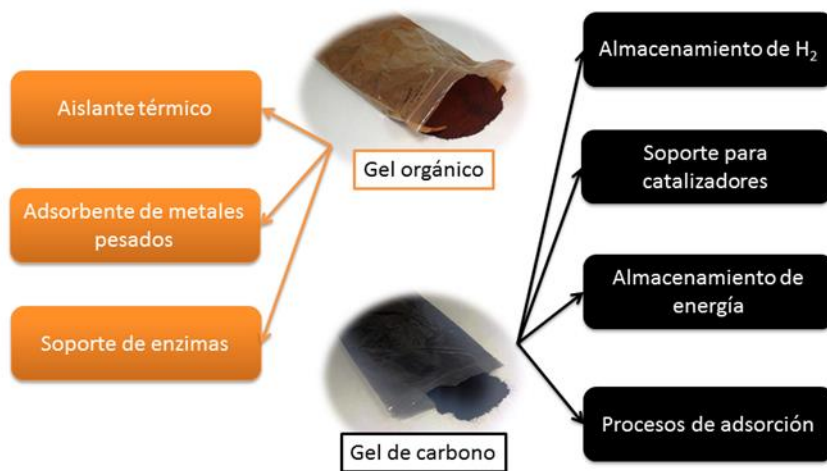 Aislante térmico
Adsorbente de metales
pesados
Soporte de enzimas
Gel orgánico
Gel de carbono
Almacenamiento de H₂
Soporte para
catalizadores
Almacenamiento de
energía
Procesos de adsorción